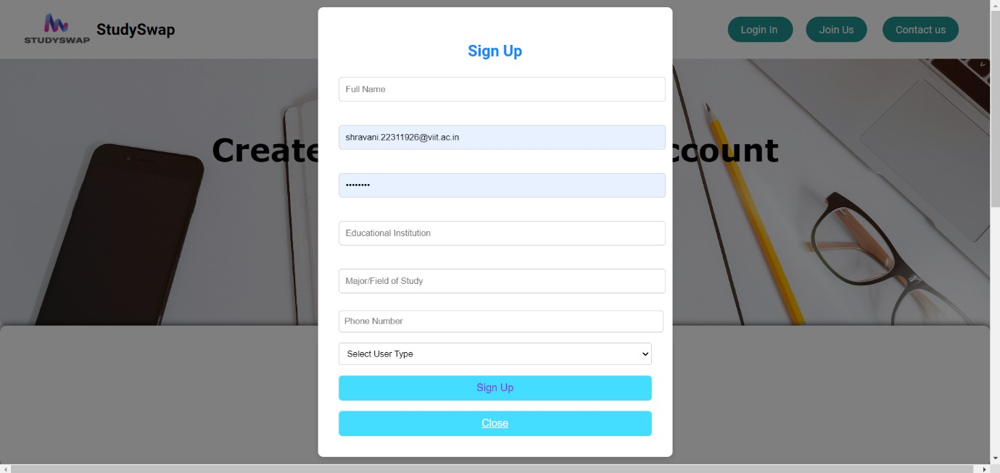 STUDYSWAP
StudySwap
Login In
Join Us
Contact us
Sign Up
Full Name
shravani.22311926@viit.ac.in
Create
ccount
••••••••
Educational Institution
Major/Field of Study
Phone Number
Select User Type
Sign Up
Close